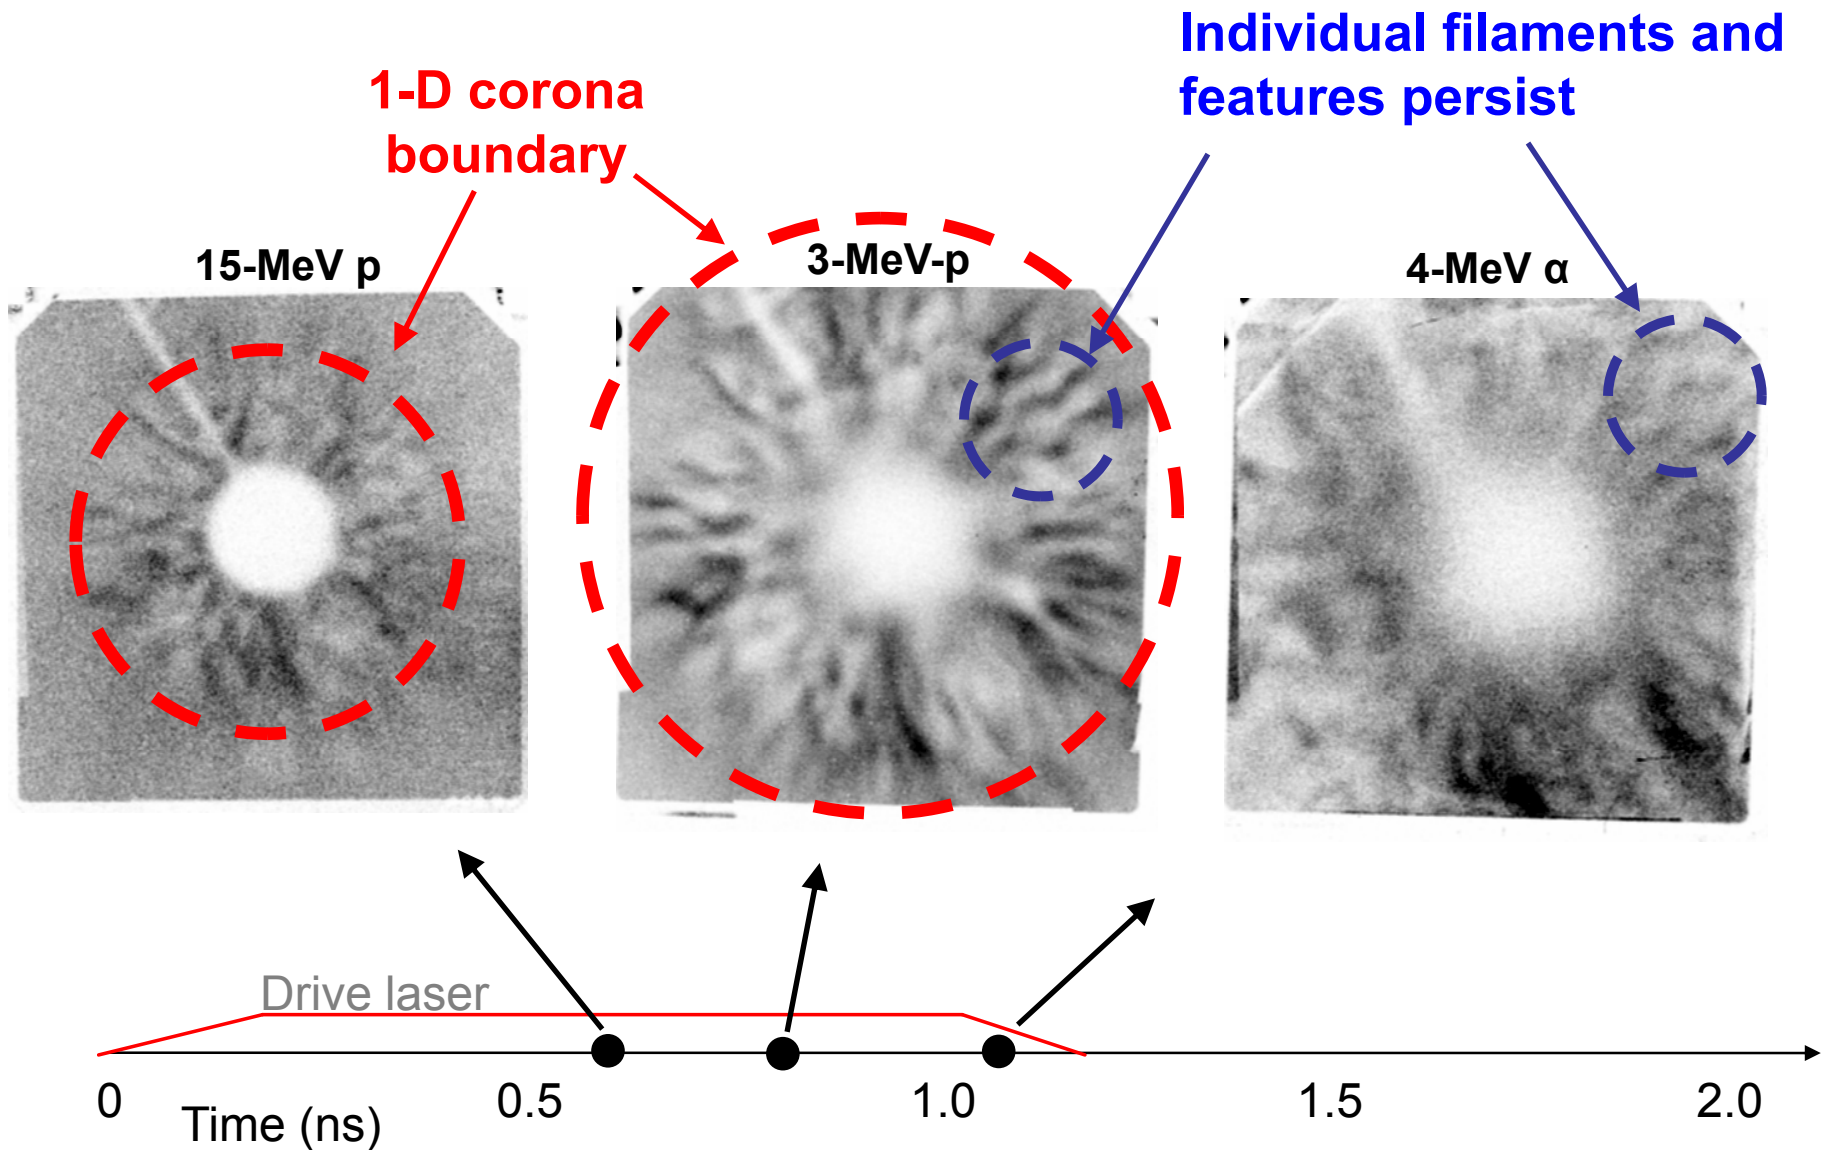 Individual filaments and
features persist
1-D corona
boundary
15-MeV p
3-MeV-p
4-MeV α
Drive laser
0
0.5
1.0
1.5
2.0
Time (ns)